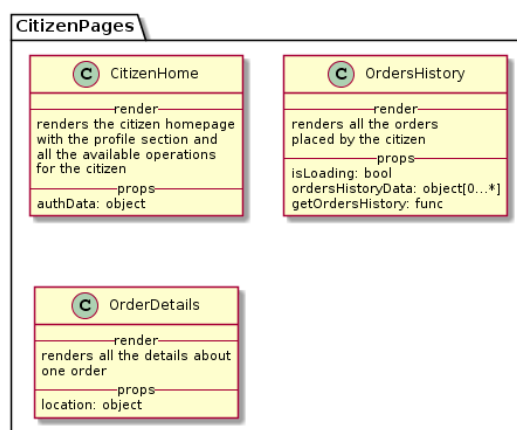 CitizenPages
C CitizenHome
render
renders the citizen homepage
with the profile section and
all the available operations
for the citizen
props
authData: object
C OrdersHistory
render
renders all the orders
placed by the citizen
props
isLoading: bool
ordersHistoryData: object[0...*]
getOrdersHistory: func
C OrderDetails
render
renders all the details about
one order
props
location: object